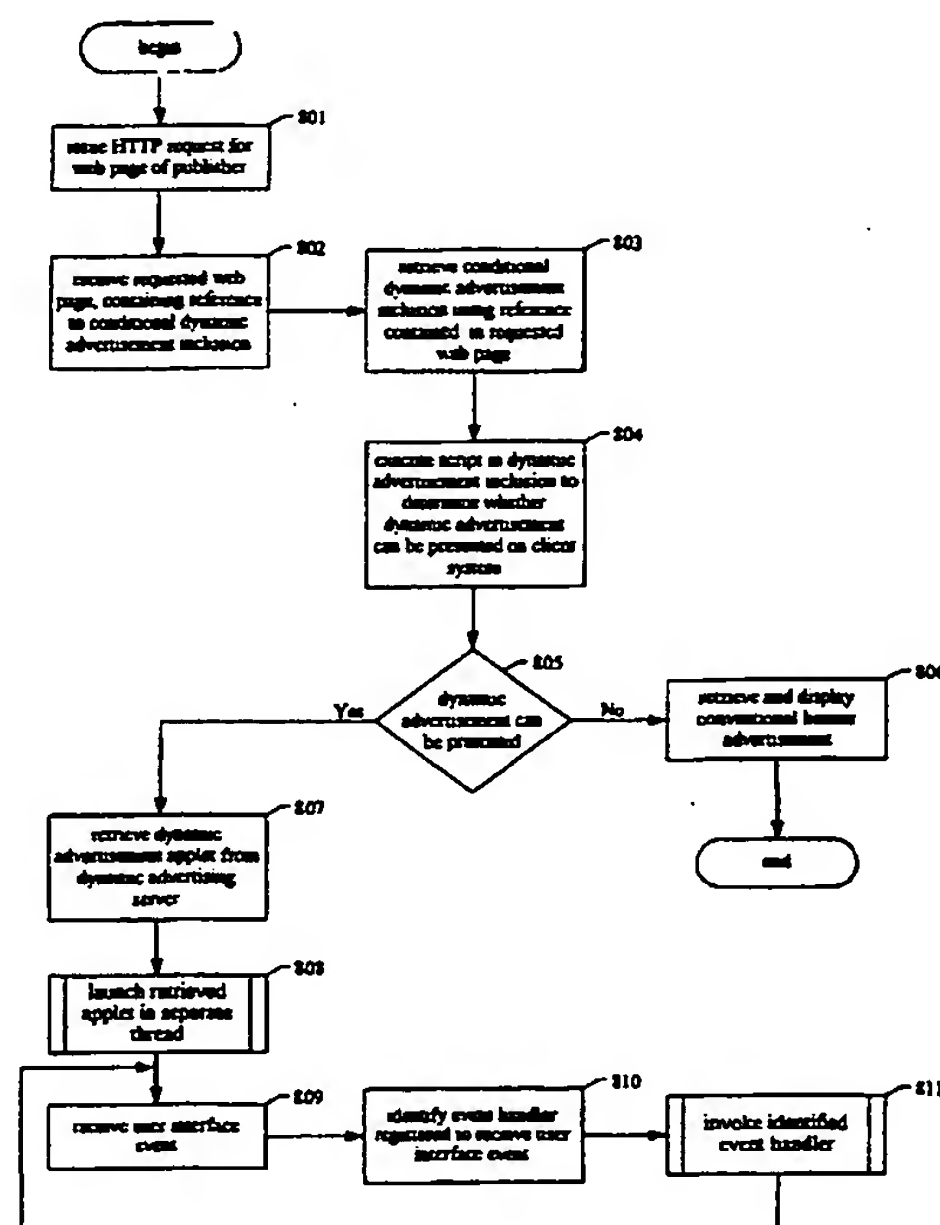 begin
801
issue HTTP request for
web page of publisher
802
receive requested web
page, containing reference
to conditional dynamic
advertisement inclusion
803
retrieve conditional
dynamic advertisement
inclusion using reference
contained in requested
web page
804
execute script in dynamic
advertisement inclusion to
determine whether
dynamic advertisement
can be presented on client
system
805
dynamic
advertisement can
be presented
Yes
No
806
retrieve and display
conventional banner
advertisement
end
807
retrieve dynamic
advertisement applet from
dynamic advertising
server
808
launch retrieved
applet in separate
thread
809
receive user interface
event
810
identify event handler
registered to receive user
interface event
811
invoke identified
event handler